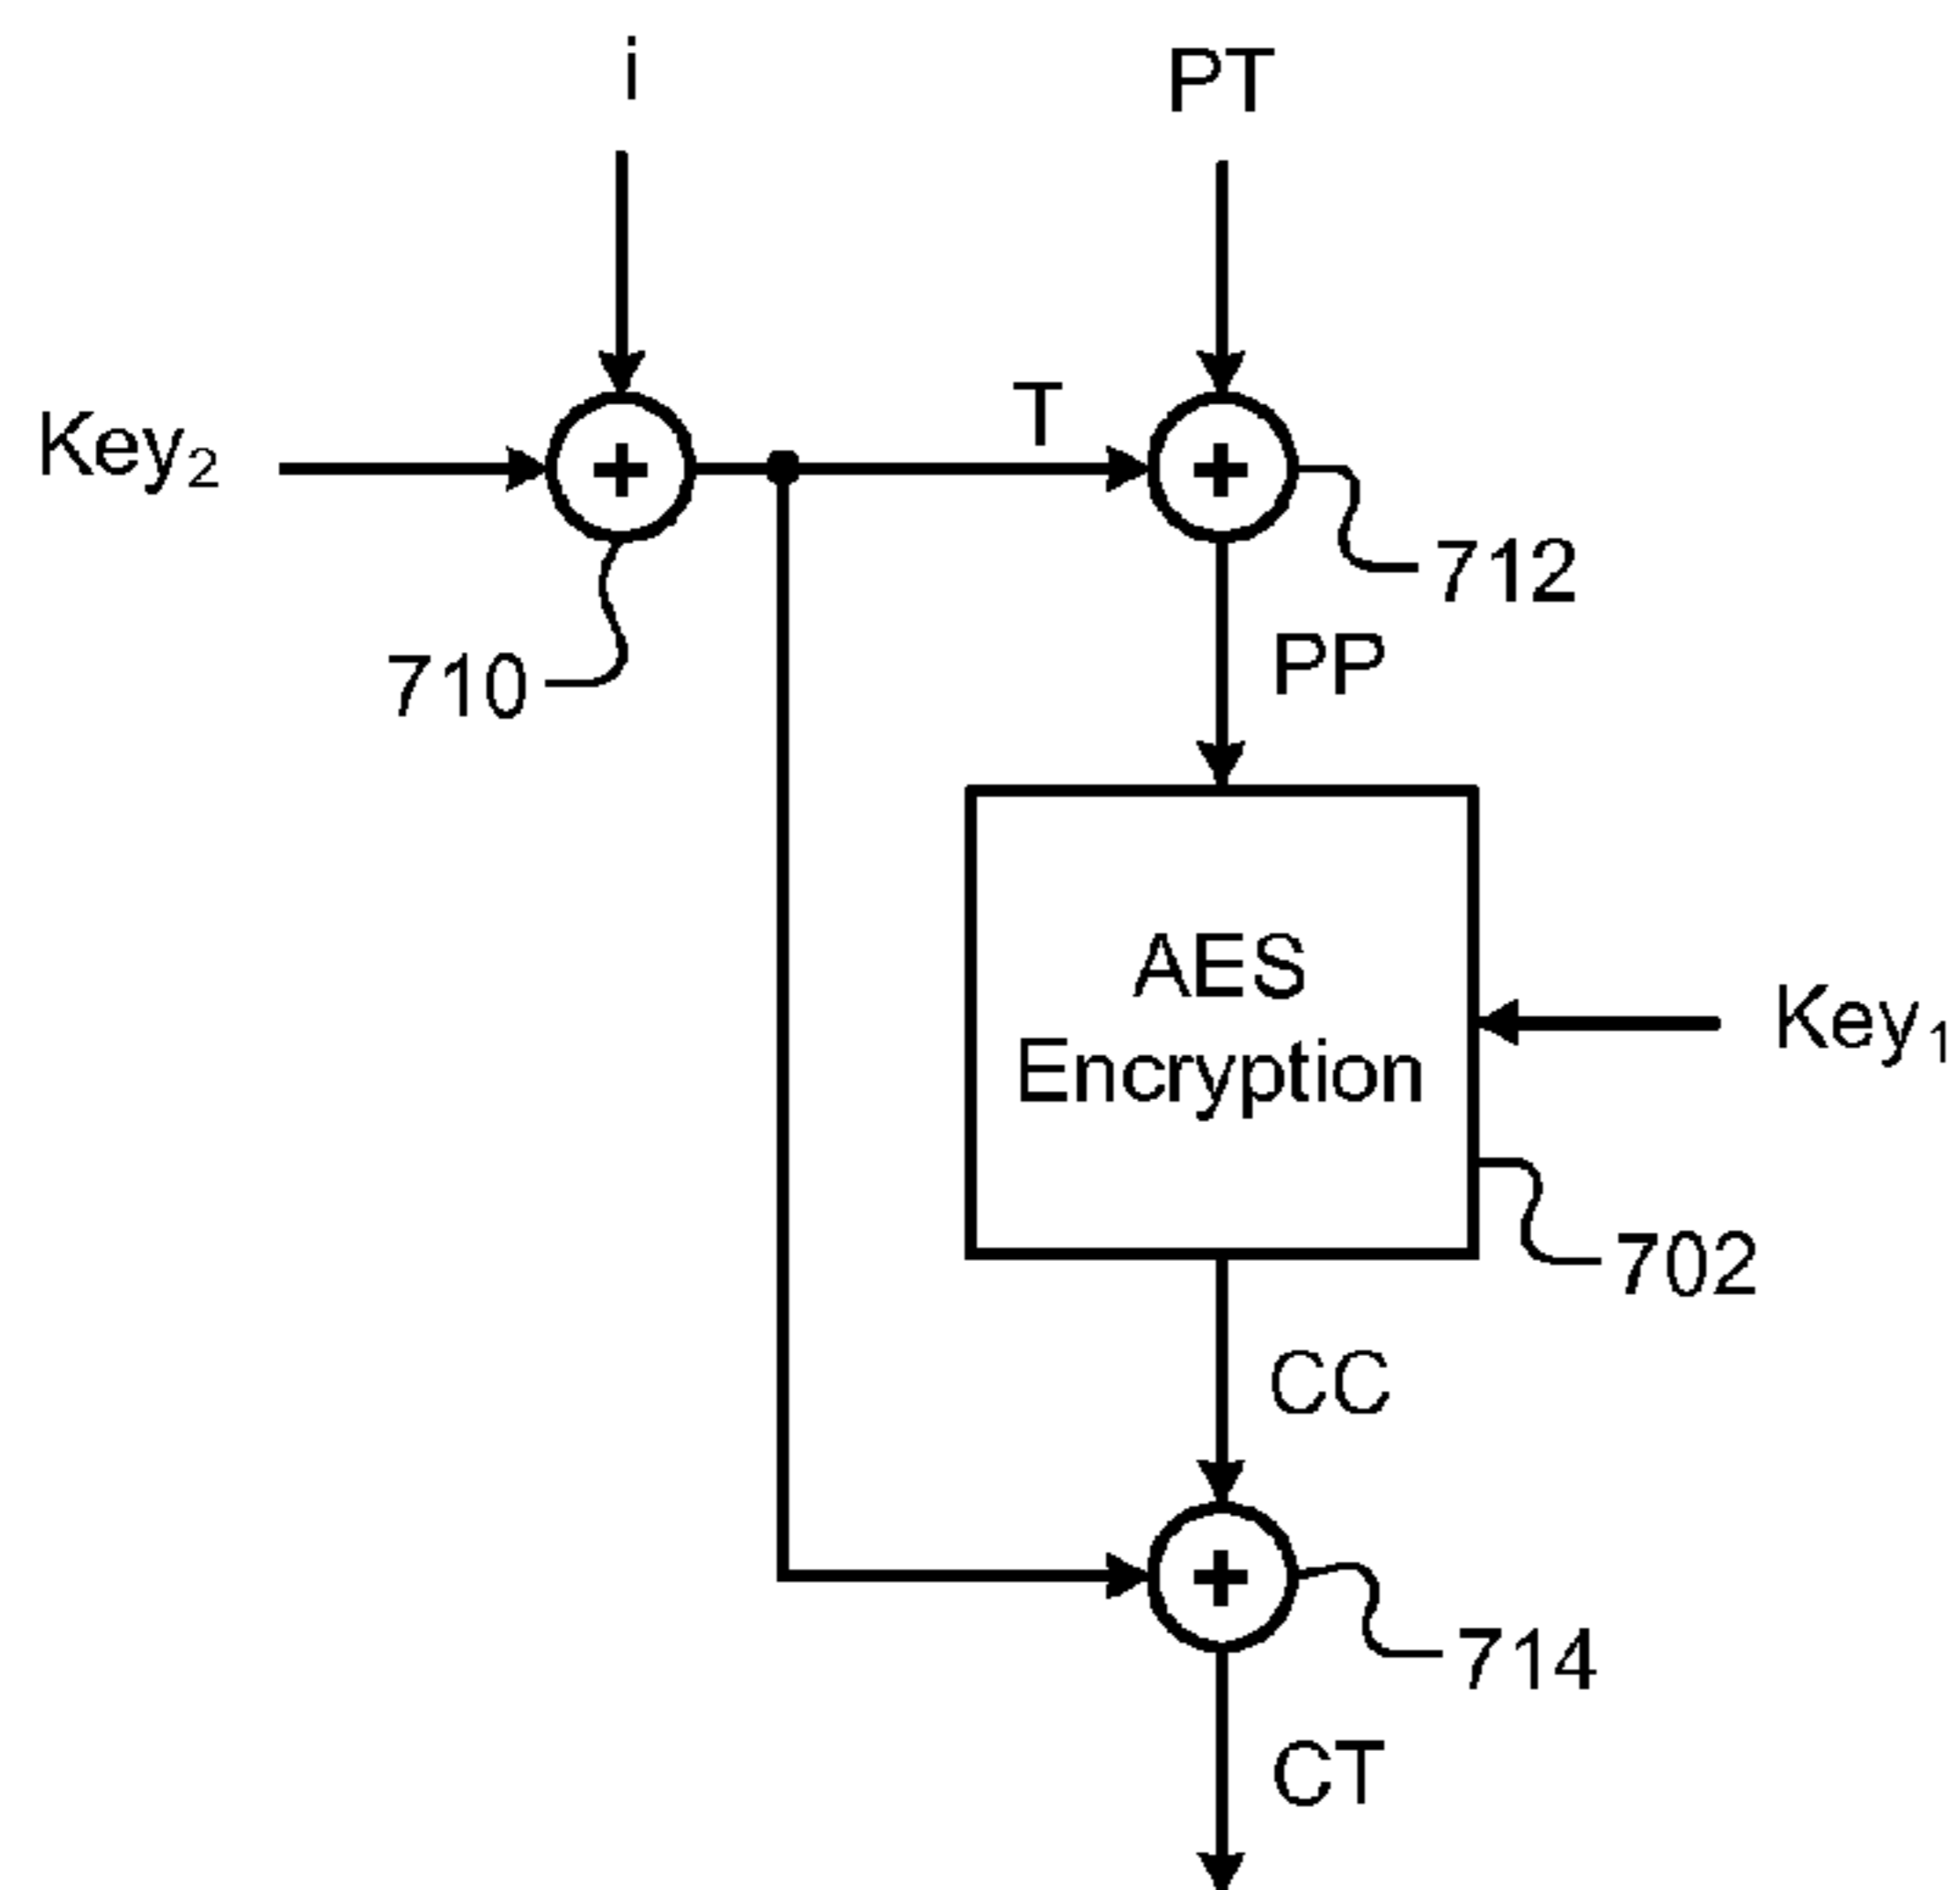 i
PT
Key2
+
T
+
712
710
PP
AES
Encryption
Key1
702
CC
+
714
CT